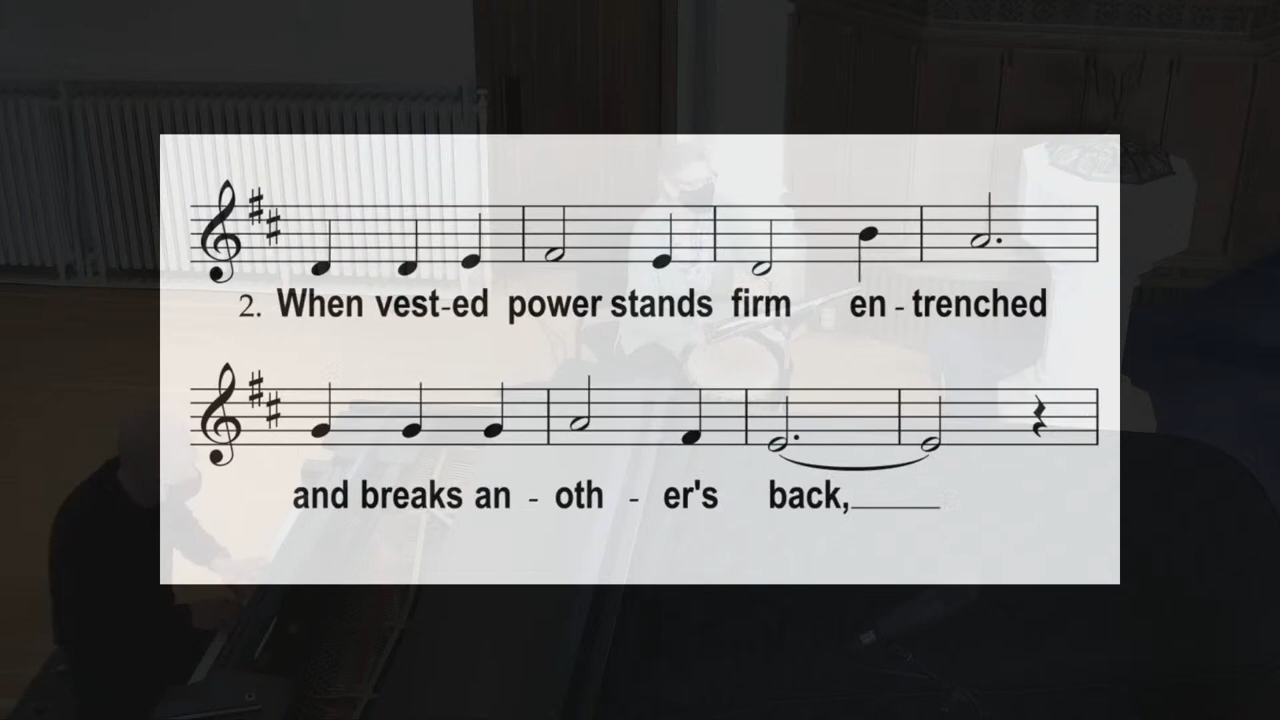 2. When vest-ed power stands firm en - trenched
and breaks an - oth - er's back,